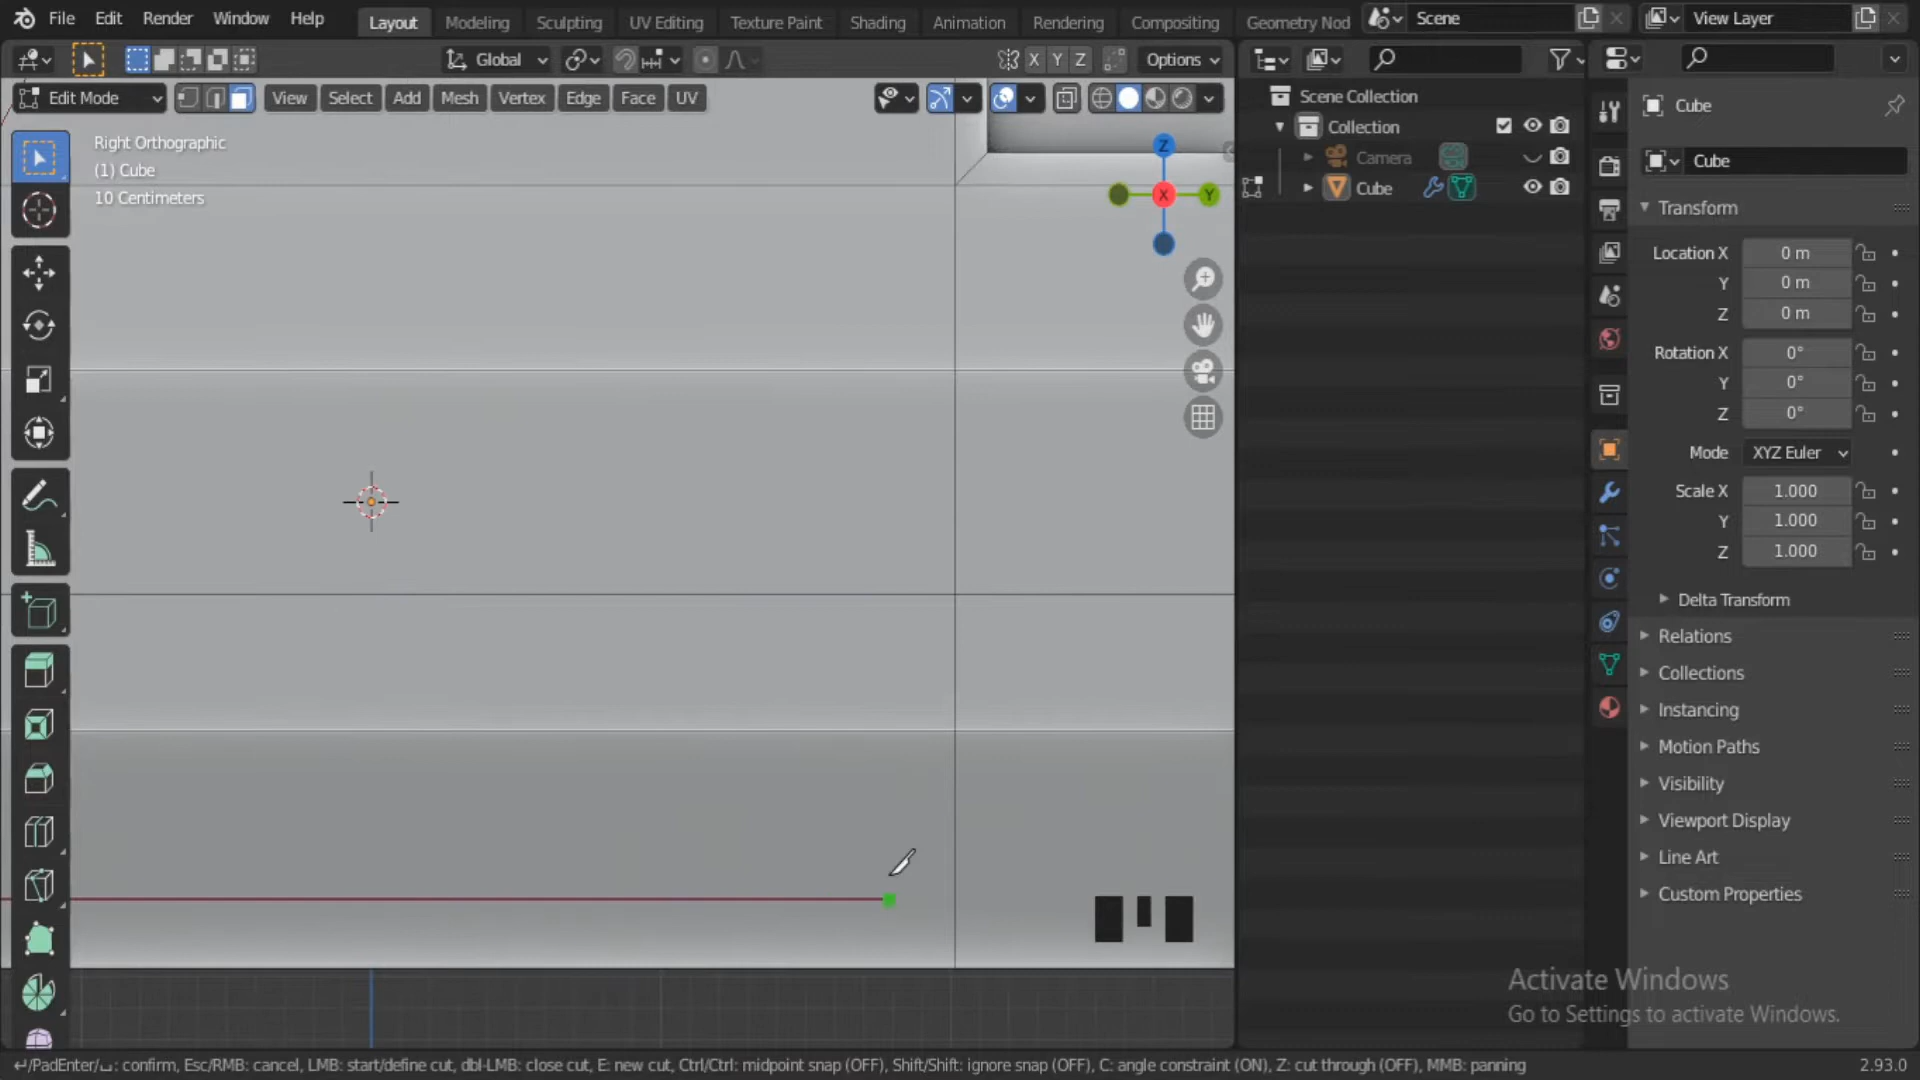 File Edit Render Window Help Layout Modeling Sculpting UV Editing Texture Paint Shading Animation Rendering Compositing Geometry Nod Scene View Layer
Global X Y Z Options
Edit Mode View Select Add Mesh Vertex Edge Face UV
Right Orthographic
(1) Cube
10 Centimeters
Z
X
Y
Scene Collection
Collection
Camera
Cube
Cube
Cube
Transform
Location X 0 m
Y 0 m
Z 0 m
Rotation X 0°
Y 0°
Z 0°
Mode XYZ Euler
Scale X 1.000
Y 1.000
Z 1.000
Delta Transform
Relations
Collections
Instancing
Motion Paths
Visibility
Viewport Display
Line Art
Custom Properties
Activate Windows
Go to Settings to activate Windows.
↵/PadEnter/⎵: confirm, Esc/RMB: cancel, LMB: start/define cut, dbl-LMB: close cut, E: new cut, Ctrl/Ctrl: midpoint snap (OFF), Shift/Shift: ignore snap (OFF), C: angle constraint (ON), Z: cut through (OFF), MMB: panning 2.93.0